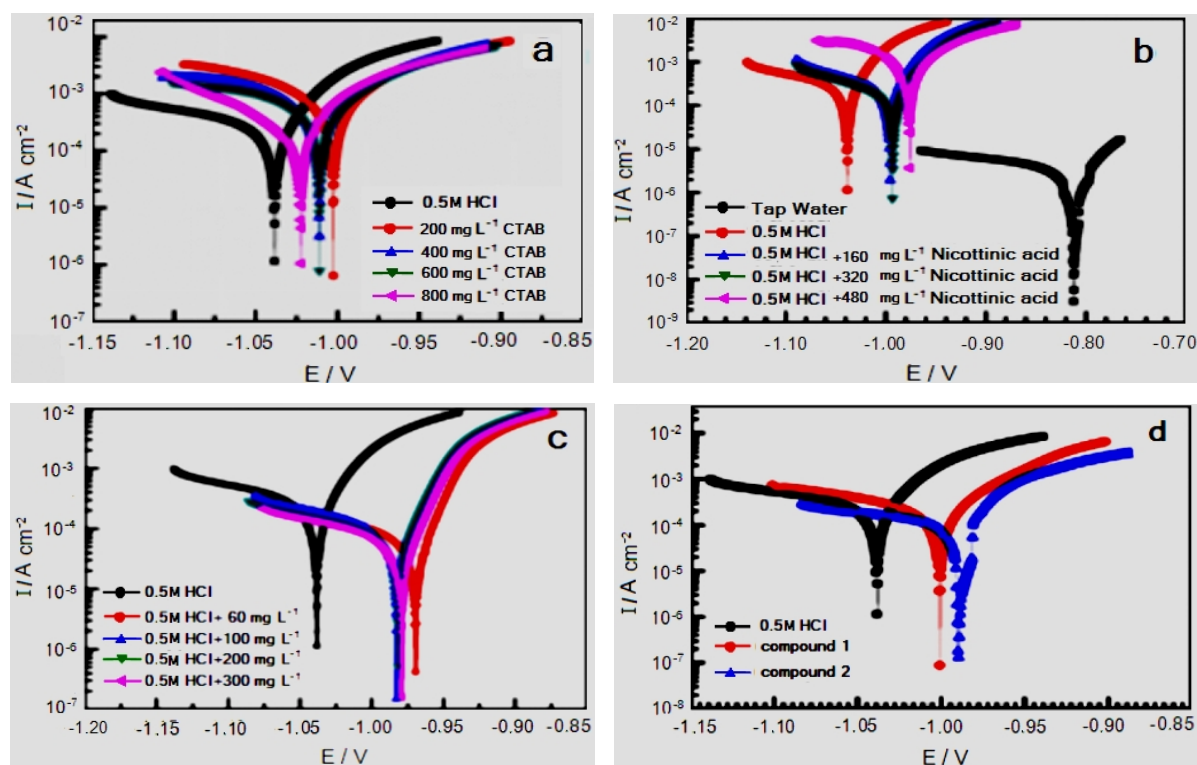 a
10⁻²
10⁻³
10⁻⁴
10⁻⁵
10⁻⁶
10⁻⁷
I / A cm⁻²
0.5M HCl
200 mg L⁻¹ CTAB
400 mg L⁻¹ CTAB
600 mg L⁻¹ CTAB
800 mg L⁻¹ CTAB
-1.15 -1.10 -1.05 -1.00 -0.95 -0.90 -0.85
E / V
b
10⁻²
10⁻³
10⁻⁴
10⁻⁵
10⁻⁶
10⁻⁷
10⁻⁸
10⁻⁹
I / A cm⁻²
Tap Water
0.5M HCl
0.5M HCl +160 mg L⁻¹ Nicottinic acid
0.5M HCl +320 mg L⁻¹ Nicottinic acid
0.5M HCl +480 mg L⁻¹ Nicottinic acid
-1.20 -1.10 -1.00 -0.90 -0.80 -0.70
E / V
c
10⁻²
10⁻³
10⁻⁴
10⁻⁵
10⁻⁶
10⁻⁷
I / A cm⁻²
0.5M HCl
0.5M HCl+ 60 mg L⁻¹
0.5M HCl+100 mg L⁻¹
0.5M HCl+200 mg L⁻¹
0.5M HCl+300 mg L⁻¹
-1.20 -1.15 -1.10 -1.05 -1.00 -0.95 -0.90 -0.85
E / V
d
10⁻²
10⁻³
10⁻⁴
10⁻⁵
10⁻⁶
10⁻⁷
10⁻⁸
I / A cm⁻²
0.5M HCl
compound 1
compound 2
-1.15 -1.10 -1.05 -1.00 -0.95 -0.90 -0.85
E / V